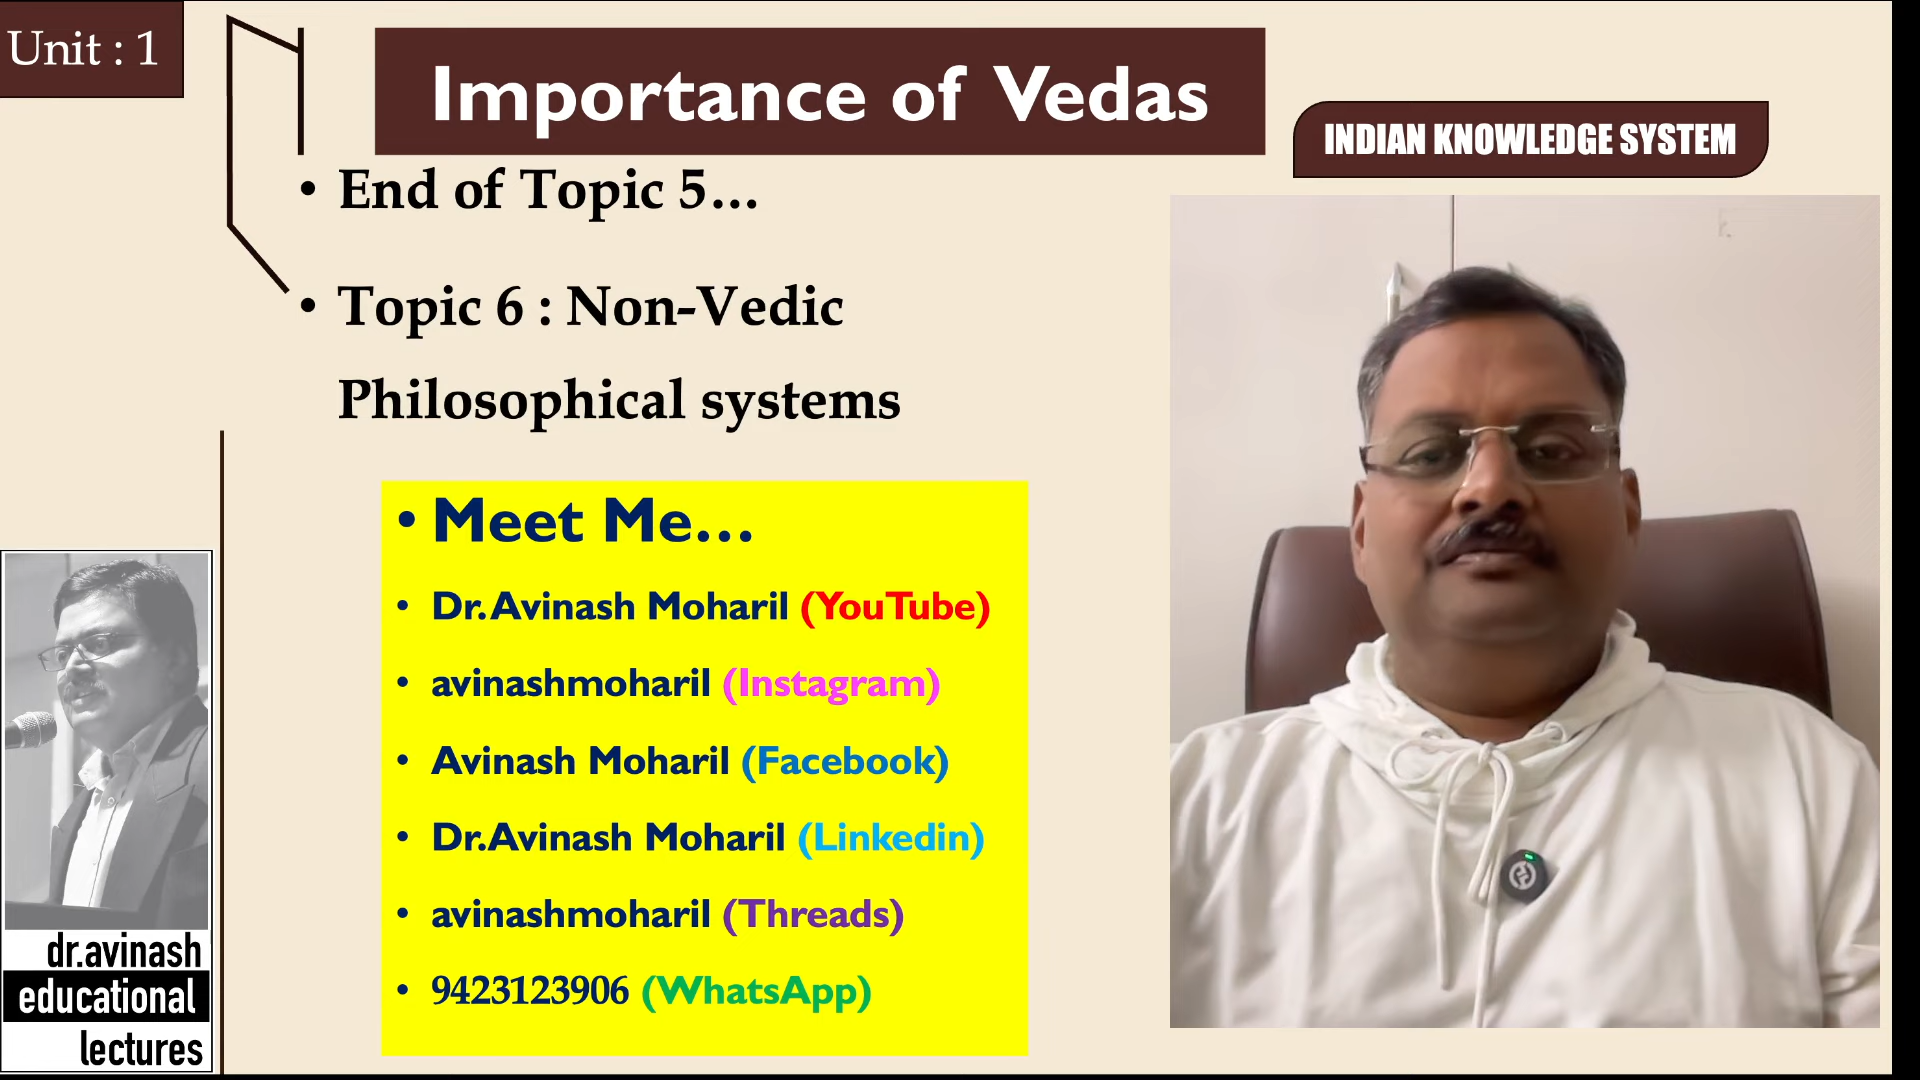 Unit : 1
Importance of Vedas
INDIAN KNOWLEDGE SYSTEM
• End of Topic 5...
• Topic 6 : Non-Vedic
Philosophical systems
• Meet Me...
• Dr. Avinash Moharil (YouTube)
• avinashmoharil (Instagram)
• Avinash Moharil (Facebook)
• Dr.Avinash Moharil (Linkedin)
• avinashmoharil (Threads)
• 9423123906 (WhatsApp)
dr.avinash
educational
lectures